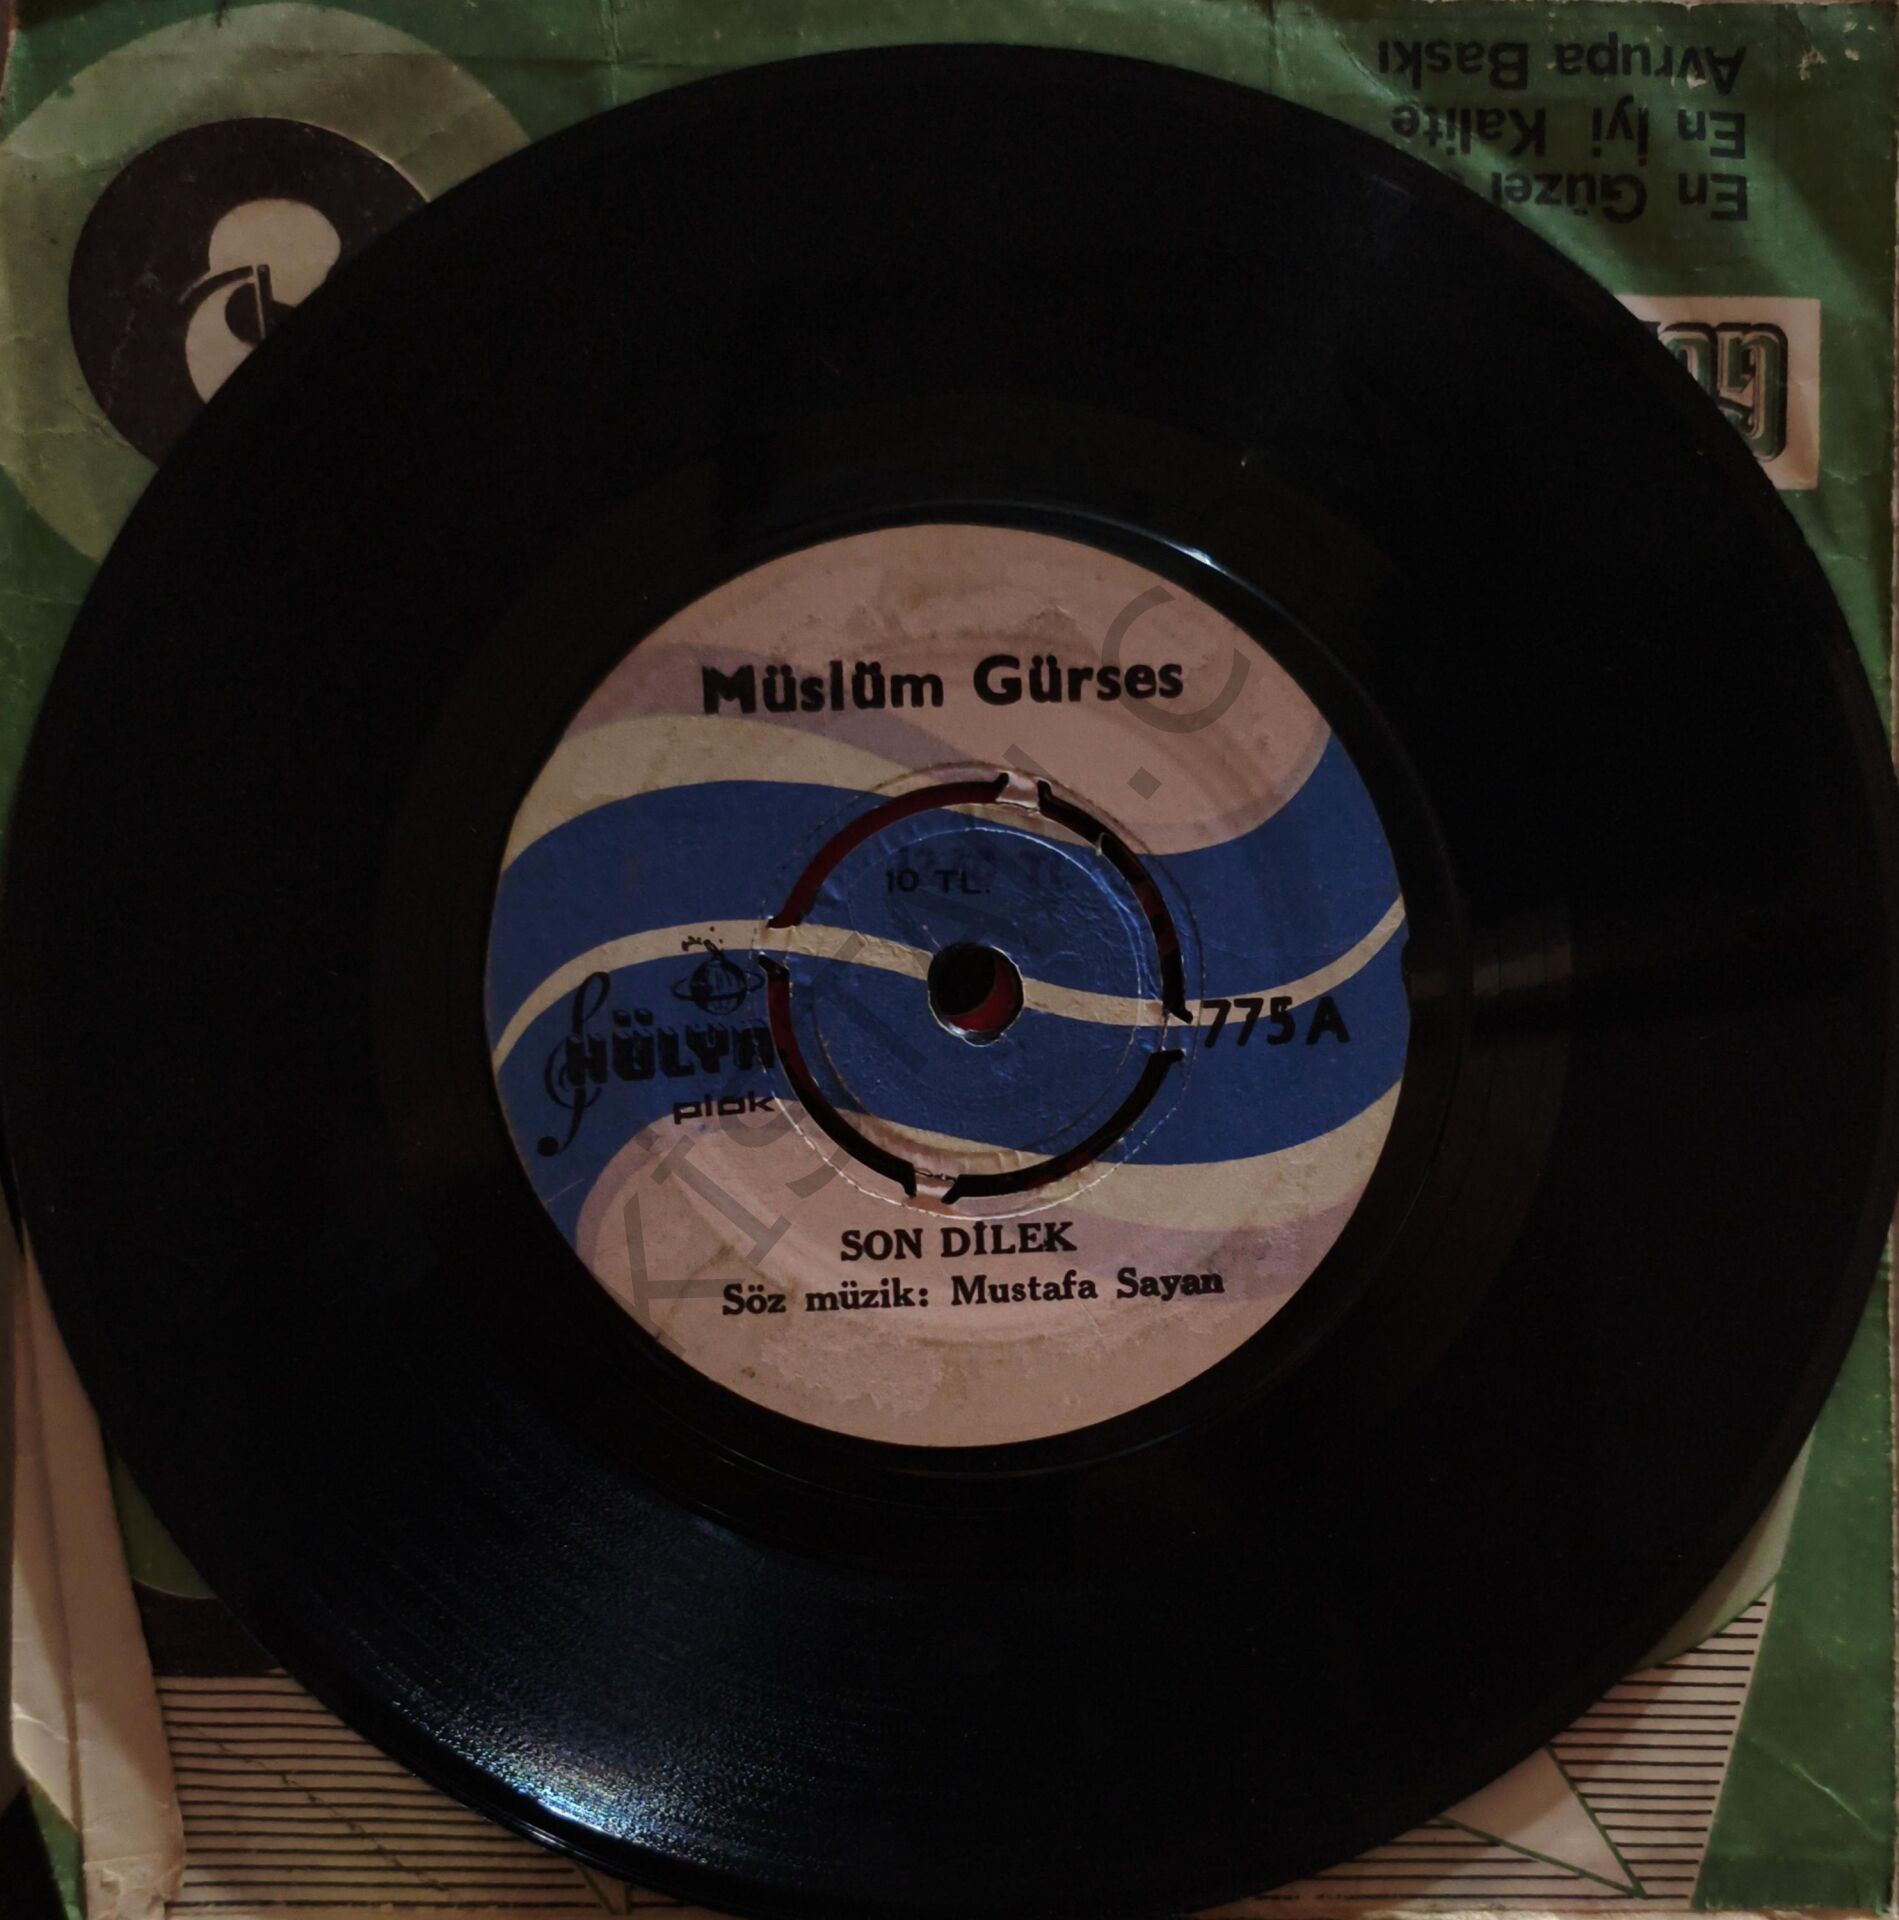 Avrupa Baskı
En İyi Kalite
En Güzel
Müslüm Gürses
10 TL.
HÜLYA
plak
775 A
SON DİLEK
Söz müzik: Mustafa Sayan